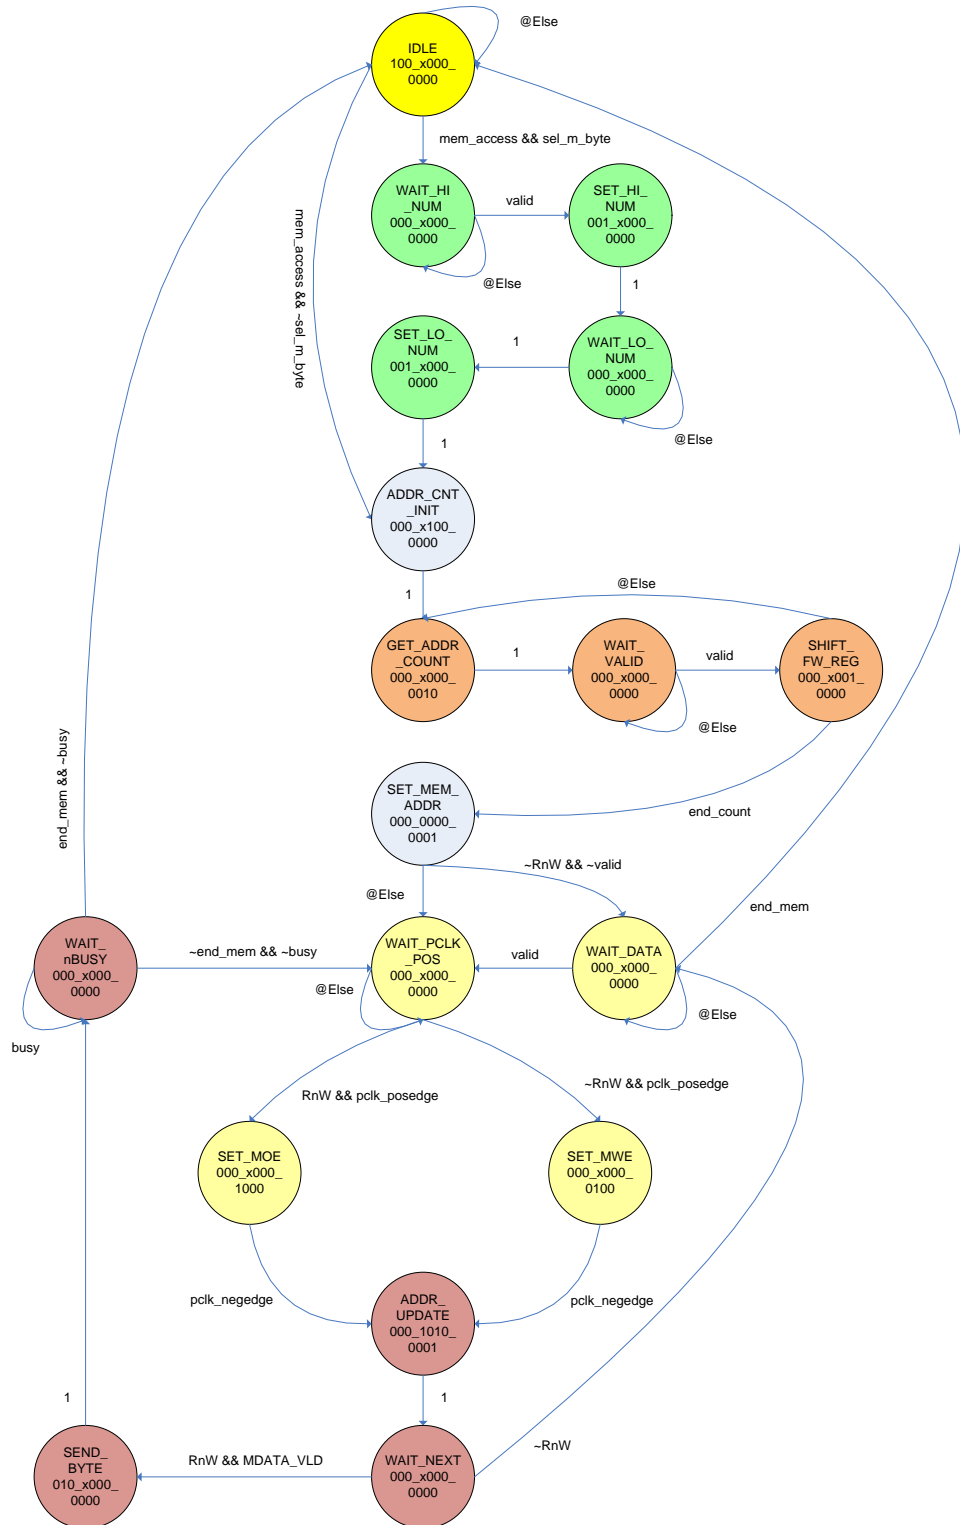 @Else
IDLE
100_x000_
0000
mem_access && sel_m_byte
WAIT_HI
_NUM
000_x000_
0000
valid
SET_HI_
NUM
001_x000_
0000
@Else
mem_access && ~sel_m_byte
1
SET_LO_
NUM
001_x000_
0000
1
WAIT_LO_
NUM
000_x000_
0000
@Else
1
ADDR_CNT
_INIT
000_x100_
0000
@Else
1
GET_ADDR
_COUNT
000_x000_
0010
1
WAIT_
VALID
000_x000_
0000
valid
SHIFT_
FW_REG
000_x001_
0000
@Else
end_mem && ~busy
SET_MEM_
ADDR
000_0000_
0001
end_count
~RnW && ~valid
@Else
end_mem
WAIT_
nBUSY
000_x000_
0000
~end_mem && ~busy
WAIT_PCLK
_POS
000_x000_
0000
valid
WAIT_DATA
000_x000_
0000
@Else
@Else
busy
RnW && pclk_posedge
~RnW && pclk_posedge
SET_MOE
000_x000_
1000
SET_MWE
000_x000_
0100
pclk_negedge
ADDR_
UPDATE
000_1010_
0001
pclk_negedge
1
1
SEND_
BYTE
010_x000_
0000
RnW && MDATA_VLD
WAIT_NEXT
000_x000_
0000
~RnW